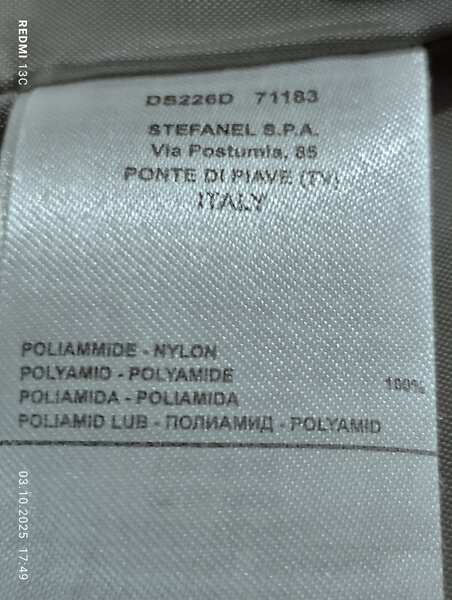 DS226D 71183
STEFANEL S.P.A.
Via Postumia, 85
PONTE DI PIAVE (TV)
ITALY
POLIAMMIDE - NYLON
POLYAMID - POLYAMIDE
POLIAMIDA - POLIAMIDA
100%
POLIAMID LUB - ПОЛИАМИД - POLYAMID
REDMI 13C
03.10.2025 17:49